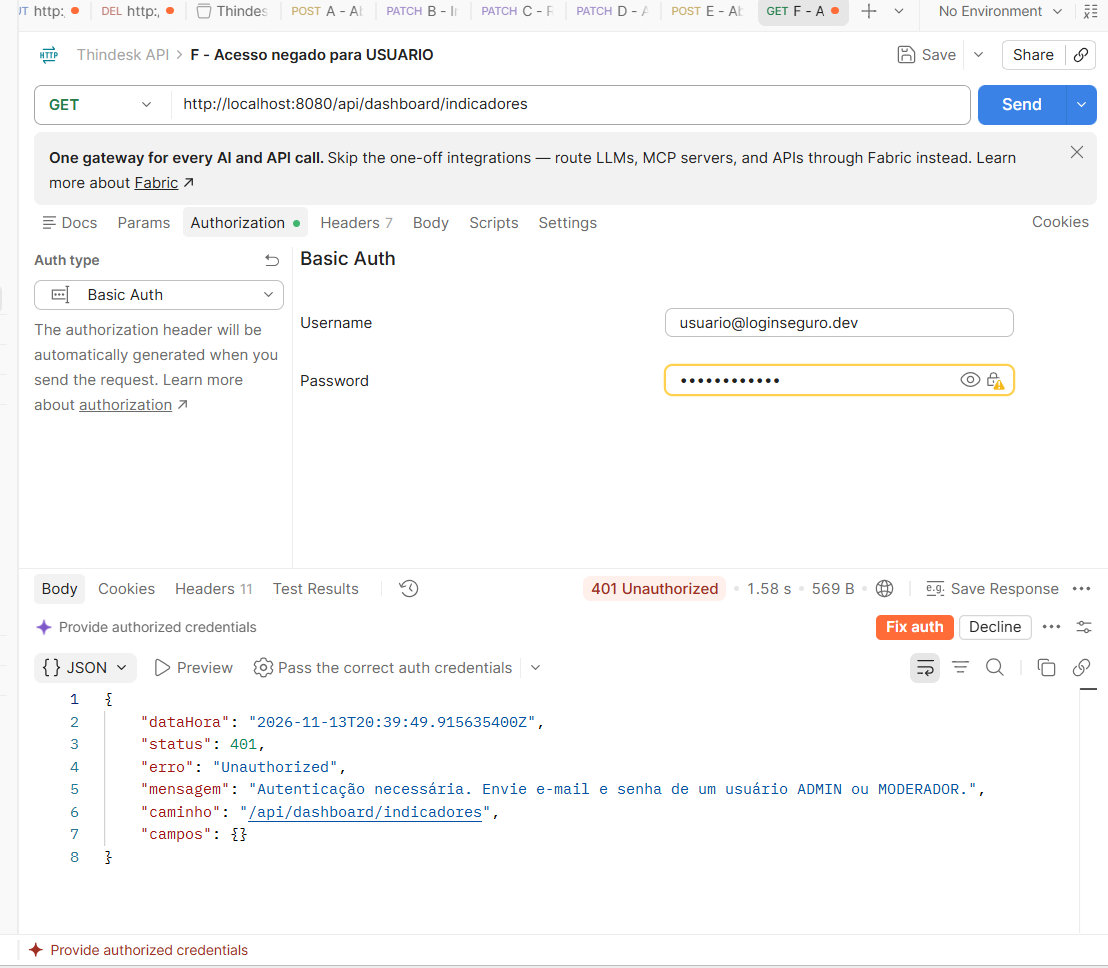 UT http:
DEL http:,
Thindes
POST A - Al
PATCH B - Ir
PATCH C - F
PATCH D - A
POST E - Al
GET F - A
No Environment
HTTP Thindesk API > F - Acesso negado para USUARIO
Save
Share
GET
http://localhost:8080/api/dashboard/indicadores
Send
One gateway for every AI and API call. Skip the one-off integrations — route LLMs, MCP servers, and APIs through Fabric instead. Learn
more about Fabric ↗
Docs Params Authorization Headers 7 Body Scripts Settings
Cookies
Auth type
Basic Auth
The authorization header will be
automatically generated when you
send the request. Learn more
about authorization ↗
Basic Auth
Username
usuario@loginseguro.dev
Password
••••••••••••
Body Cookies Headers 11 Test Results
401 Unauthorized • 1.58 s • 569 B •
e.g. Save Response
Provide authorized credentials
Fix auth
Decline
{} JSON
Preview
Pass the correct auth credentials
1 {
2 "dataHora": "2026-11-13T20:39:49.915635400Z",
3 "status": 401,
4 "erro": "Unauthorized",
5 "mensagem": "Autenticação necessária. Envie e-mail e senha de um usuário ADMIN ou MODERADOR.",
6 "caminho": "/api/dashboard/indicadores",
7 "campos": {}
8 }
Provide authorized credentials